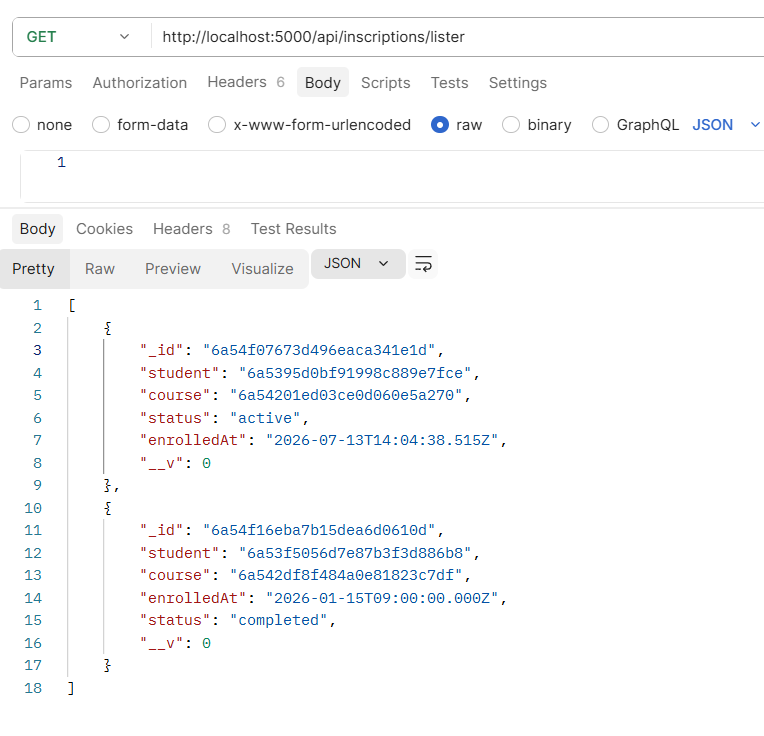 GET http://localhost:5000/api/inscriptions/lister
Params Authorization Headers 6 Body Scripts Tests Settings
none form-data x-www-form-urlencoded raw binary GraphQL JSON
1
Body Cookies Headers 8 Test Results
Pretty Raw Preview Visualize JSON
1 [
2 {
3 "_id": "6a54f07673d496eaca341e1d",
4 "student": "6a5395d0bf91998c889e7fce",
5 "course": "6a54201ed03ce0d060e5a270",
6 "status": "active",
7 "enrolledAt": "2026-07-13T14:04:38.515Z",
8 "__v": 0
9 },
10 {
11 "_id": "6a54f16eba7b15dea6d0610d",
12 "student": "6a53f5056d7e87b3f3d886b8",
13 "course": "6a542df8f484a0e81823c7df",
14 "enrolledAt": "2026-01-15T09:00:00.000Z",
15 "status": "completed",
16 "__v": 0
17 }
18 ]